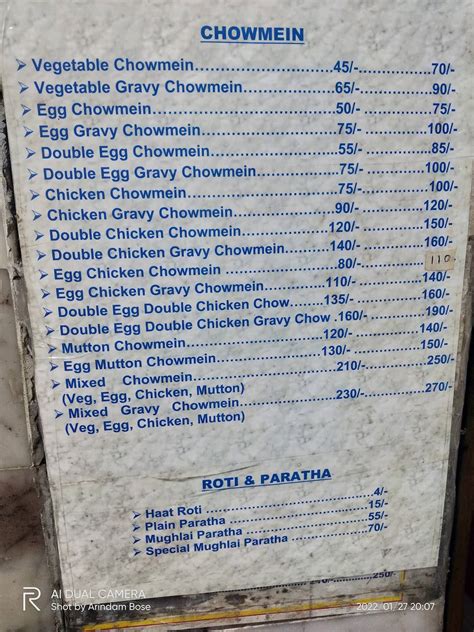 CHOWMEIN
➢ Vegetable Chowmein.........................45/-..................70/-
➢ Vegetable Gravy Chowmein..............65/-..................90/-
➢ Egg Chowmein..................................50/-..................75/-
➢ Egg Gravy Chowmein.......................75/- ...............100/-
➢ Double Egg Chowmein.....................55/-..................85/-
➢ Double Egg Gravy Chowmein...........75/-................100/-
➢ Chicken Chowmein..........................75/-.................100/-
➢ Chicken Gravy Chowmein................90/- ...............120/-
➢ Double Chicken Chowmein..............120/-...............150/-
➢ Double Chicken Gravy Chowmein.....140/-...............160/-
➢ Egg Chicken Chowmein .....................80/-............... 110
➢ Egg Chicken Gravy Chowmein..........110/-...............140/-
➢ Double Egg Double Chicken Chow.....135/-...............160/-
➢ Double Egg Double Chicken Gravy Chow .160/-.........190/-
➢ Mutton Chowmein............................120/- .............140/-
➢ Egg Mutton Chowmein.....................130/- .............150/-
➢ Mixed Chowmein..............................210/-...............250/-
(Veg, Egg, Chicken, Mutton)
➢ Mixed Gravy Chowmein...................230/-...............270/-
(Veg, Egg, Chicken, Mutton)
ROTI & PARATHA
➢ Haat Roti ...............................4/-
➢ Plain Paratha ........................15/-
➢ Mughlai Paratha ....................55/-
➢ Special Mughlai Paratha .............70/-
250/-
R AI DUAL CAMERA
Shot by Arindam Bose
2022/01/27 20:07